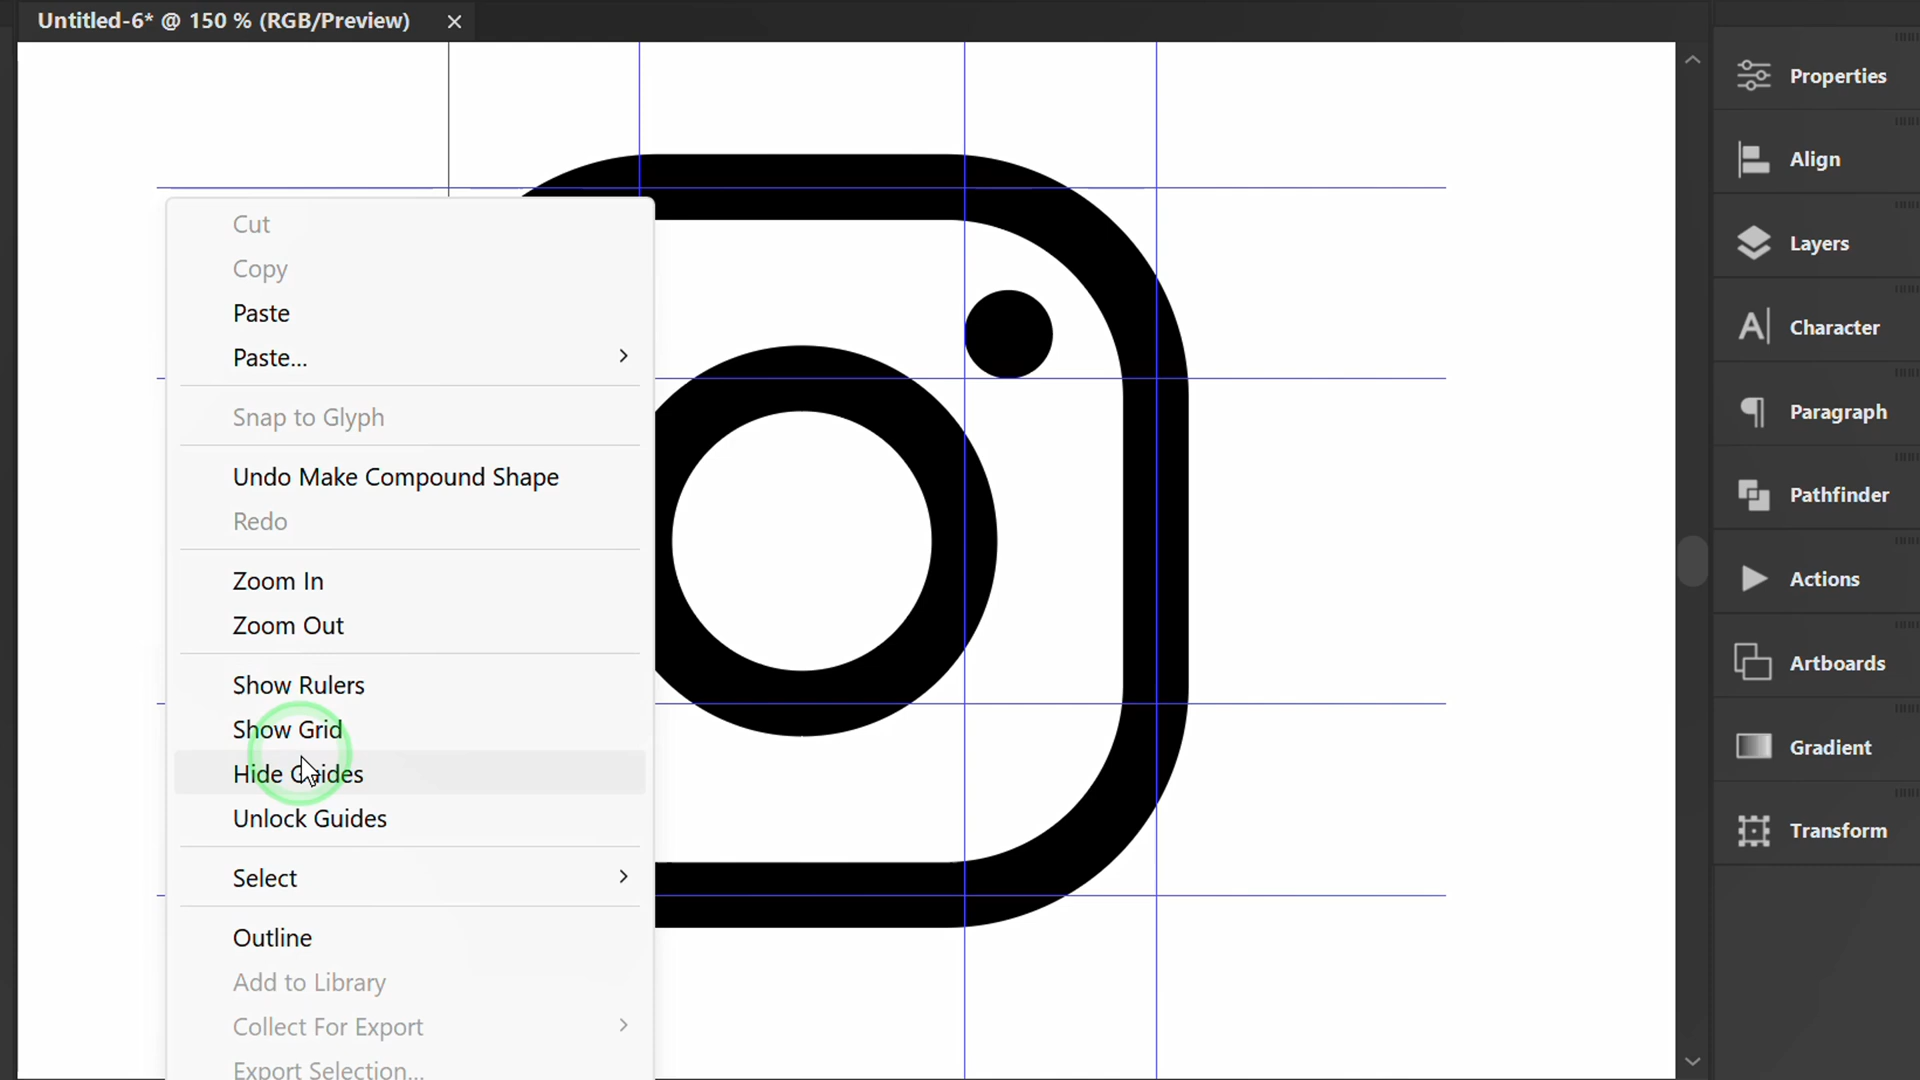 Untitled-6* @ 150 % (RGB/Preview)
Cut
Copy
Paste
Paste...
Snap to Glyph
Undo Make Compound Shape
Redo
Zoom In
Zoom Out
Show Rulers
Show Grid
Hide Guides
Unlock Guides
Select
Outline
Add to Library
Collect For Export
Export Selection...
Properties
Align
Layers
Character
Paragraph
Pathfinder
Actions
Artboards
Gradient
Transform